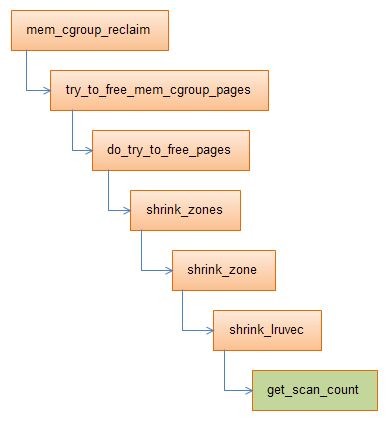 mem_cgroup_reclaim
try_to_free_mem_cgroup_pages
do_try_to_free_pages
shrink_zones
shrink_zone
shrink_lruvec
get_scan_count